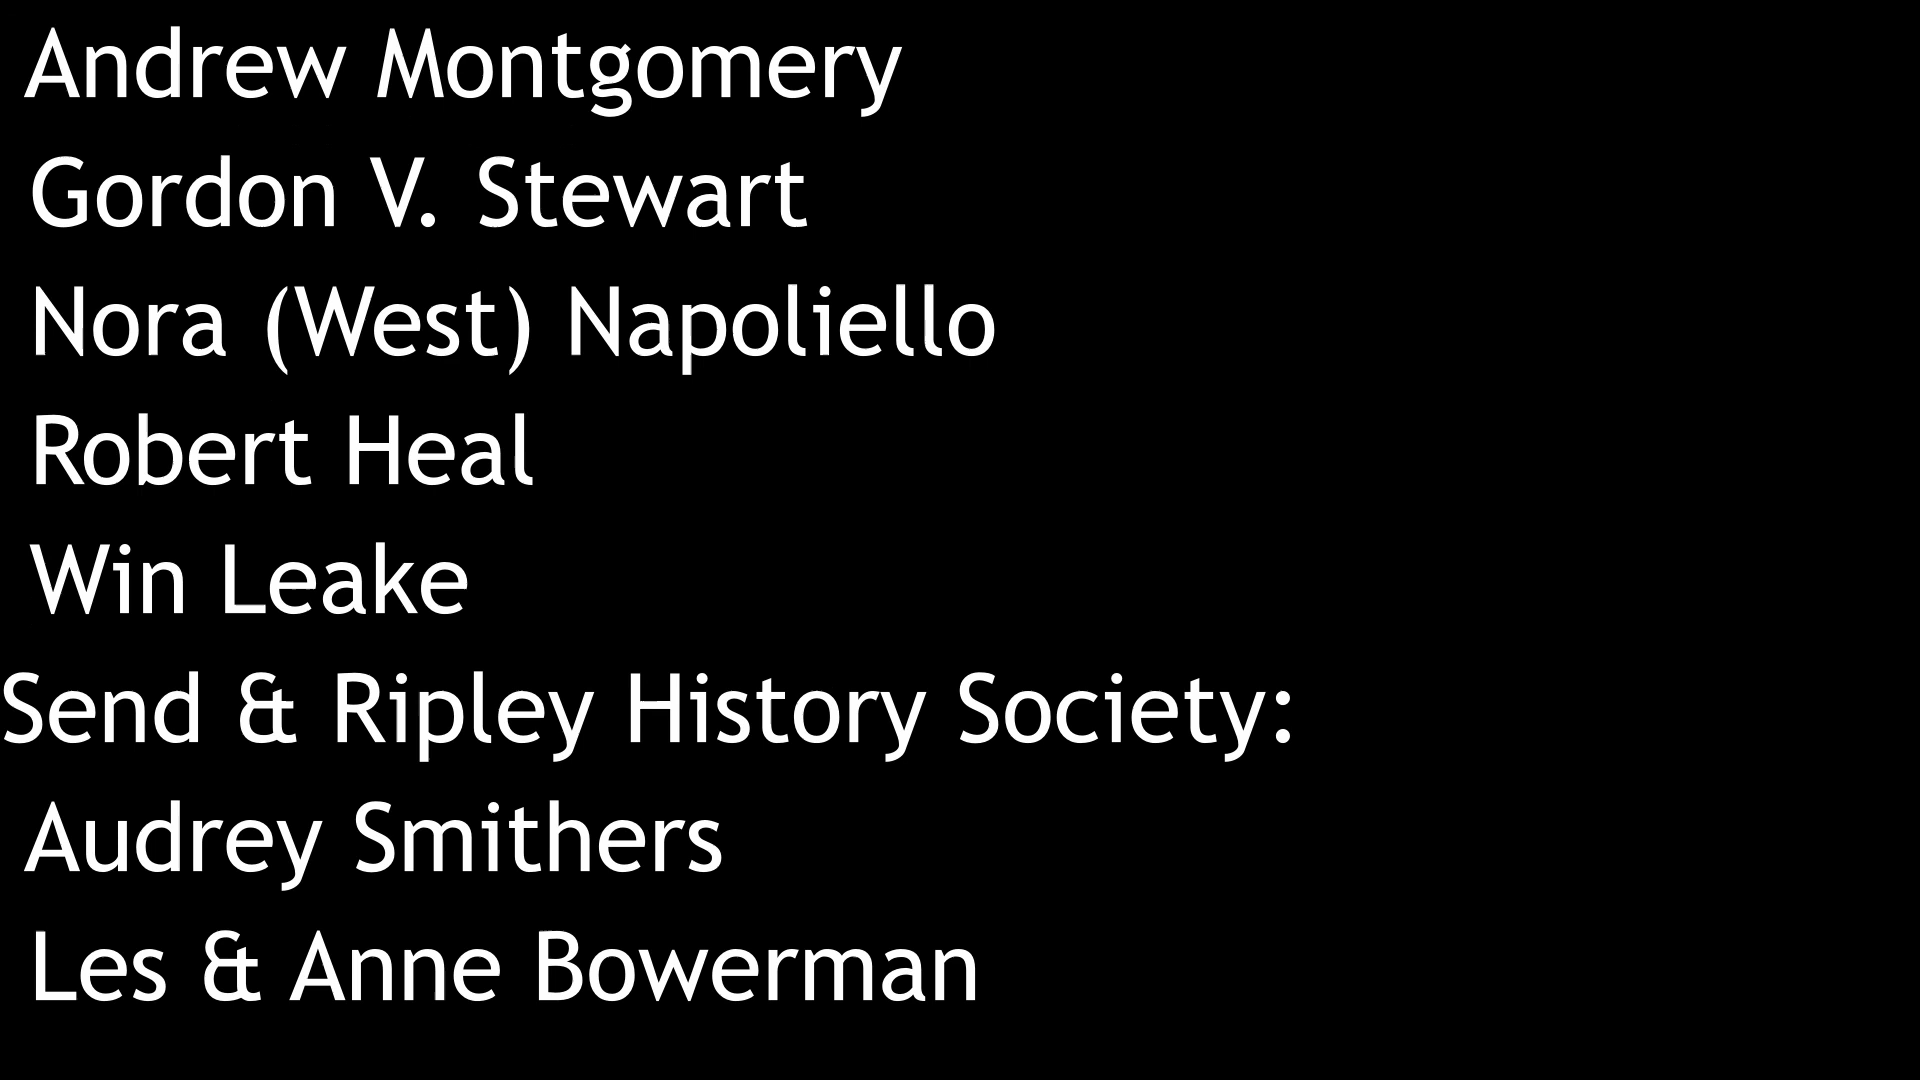 Andrew Montgomery
Gordon V. Stewart
Nora (West) Napoliello
Robert Heal
Win Leake
Send & Ripley History Society:
Audrey Smithers
Les & Anne Bowerman